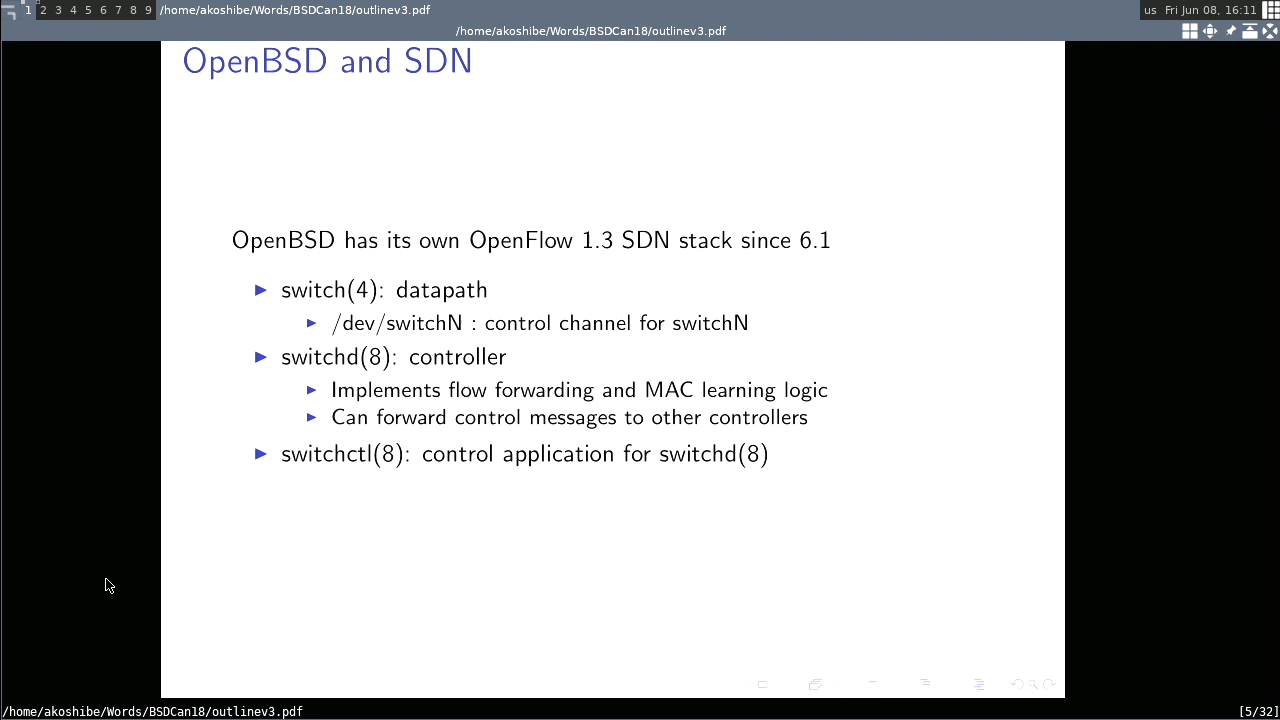 1 2 3 4 5 6 7 8 9 /home/akoshibe/Words/BSDCan18/outlinev3.pdf us Fri Jun 08, 16:11
/home/akoshibe/Words/BSDCan18/outlinev3.pdf
OpenBSD and SDN
OpenBSD has its own OpenFlow 1.3 SDN stack since 6.1
switch(4): datapath
/dev/switchN : control channel for switchN
switchd(8): controller
Implements flow forwarding and MAC learning logic
Can forward control messages to other controllers
switchctl(8): control application for switchd(8)
/home/akoshibe/Words/BSDCan18/outlinev3.pdf [5/32]